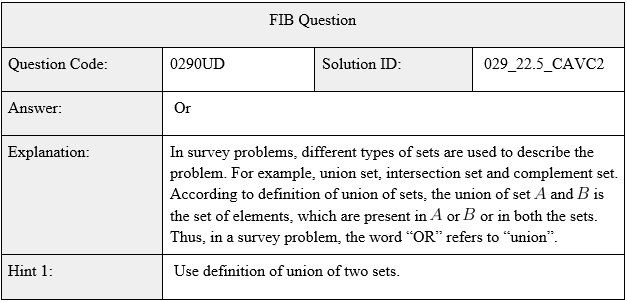 FIB Question
Question Code: 0290UD Solution ID: 029_22.5_CAVC2
Answer: Or
Explanation: In survey problems, different types of sets are used to describe the
problem. For example, union set, intersection set and complement set.
According to definition of union of sets, the union of set A and B is
the set of elements, which are present in A or B or in both the sets.
Thus, in a survey problem, the word “OR” refers to “union”.
Hint 1: Use definition of union of two sets.